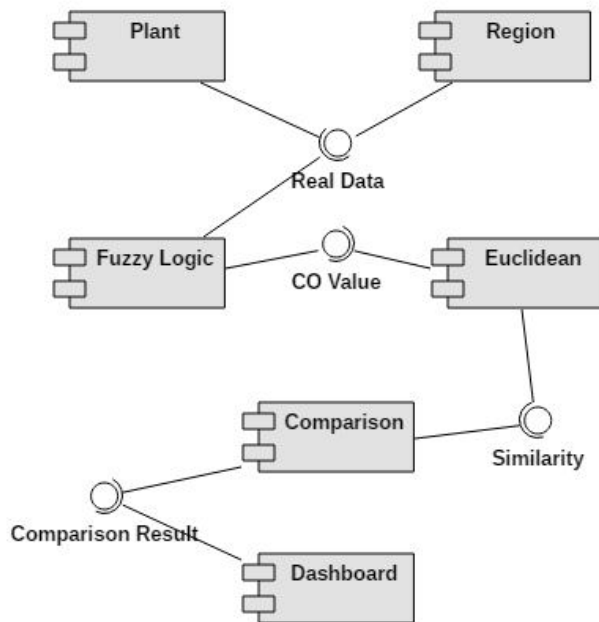 Plant
Region
Real Data
Fuzzy Logic
CO Value
Euclidean
Comparison
Similarity
Comparison Result
Dashboard